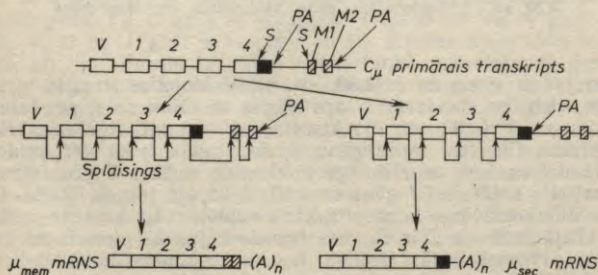 S PA S M1 M2 PA
V 1 2 3 4
Cμ primārais transkripts
PA
V 1 2 3 4
PA
V 1 2 3 4
Splaisings
V 1 2 3 4
μmem mRNS (A)n
V 1 2 3 4
(A)n μsec mRNS